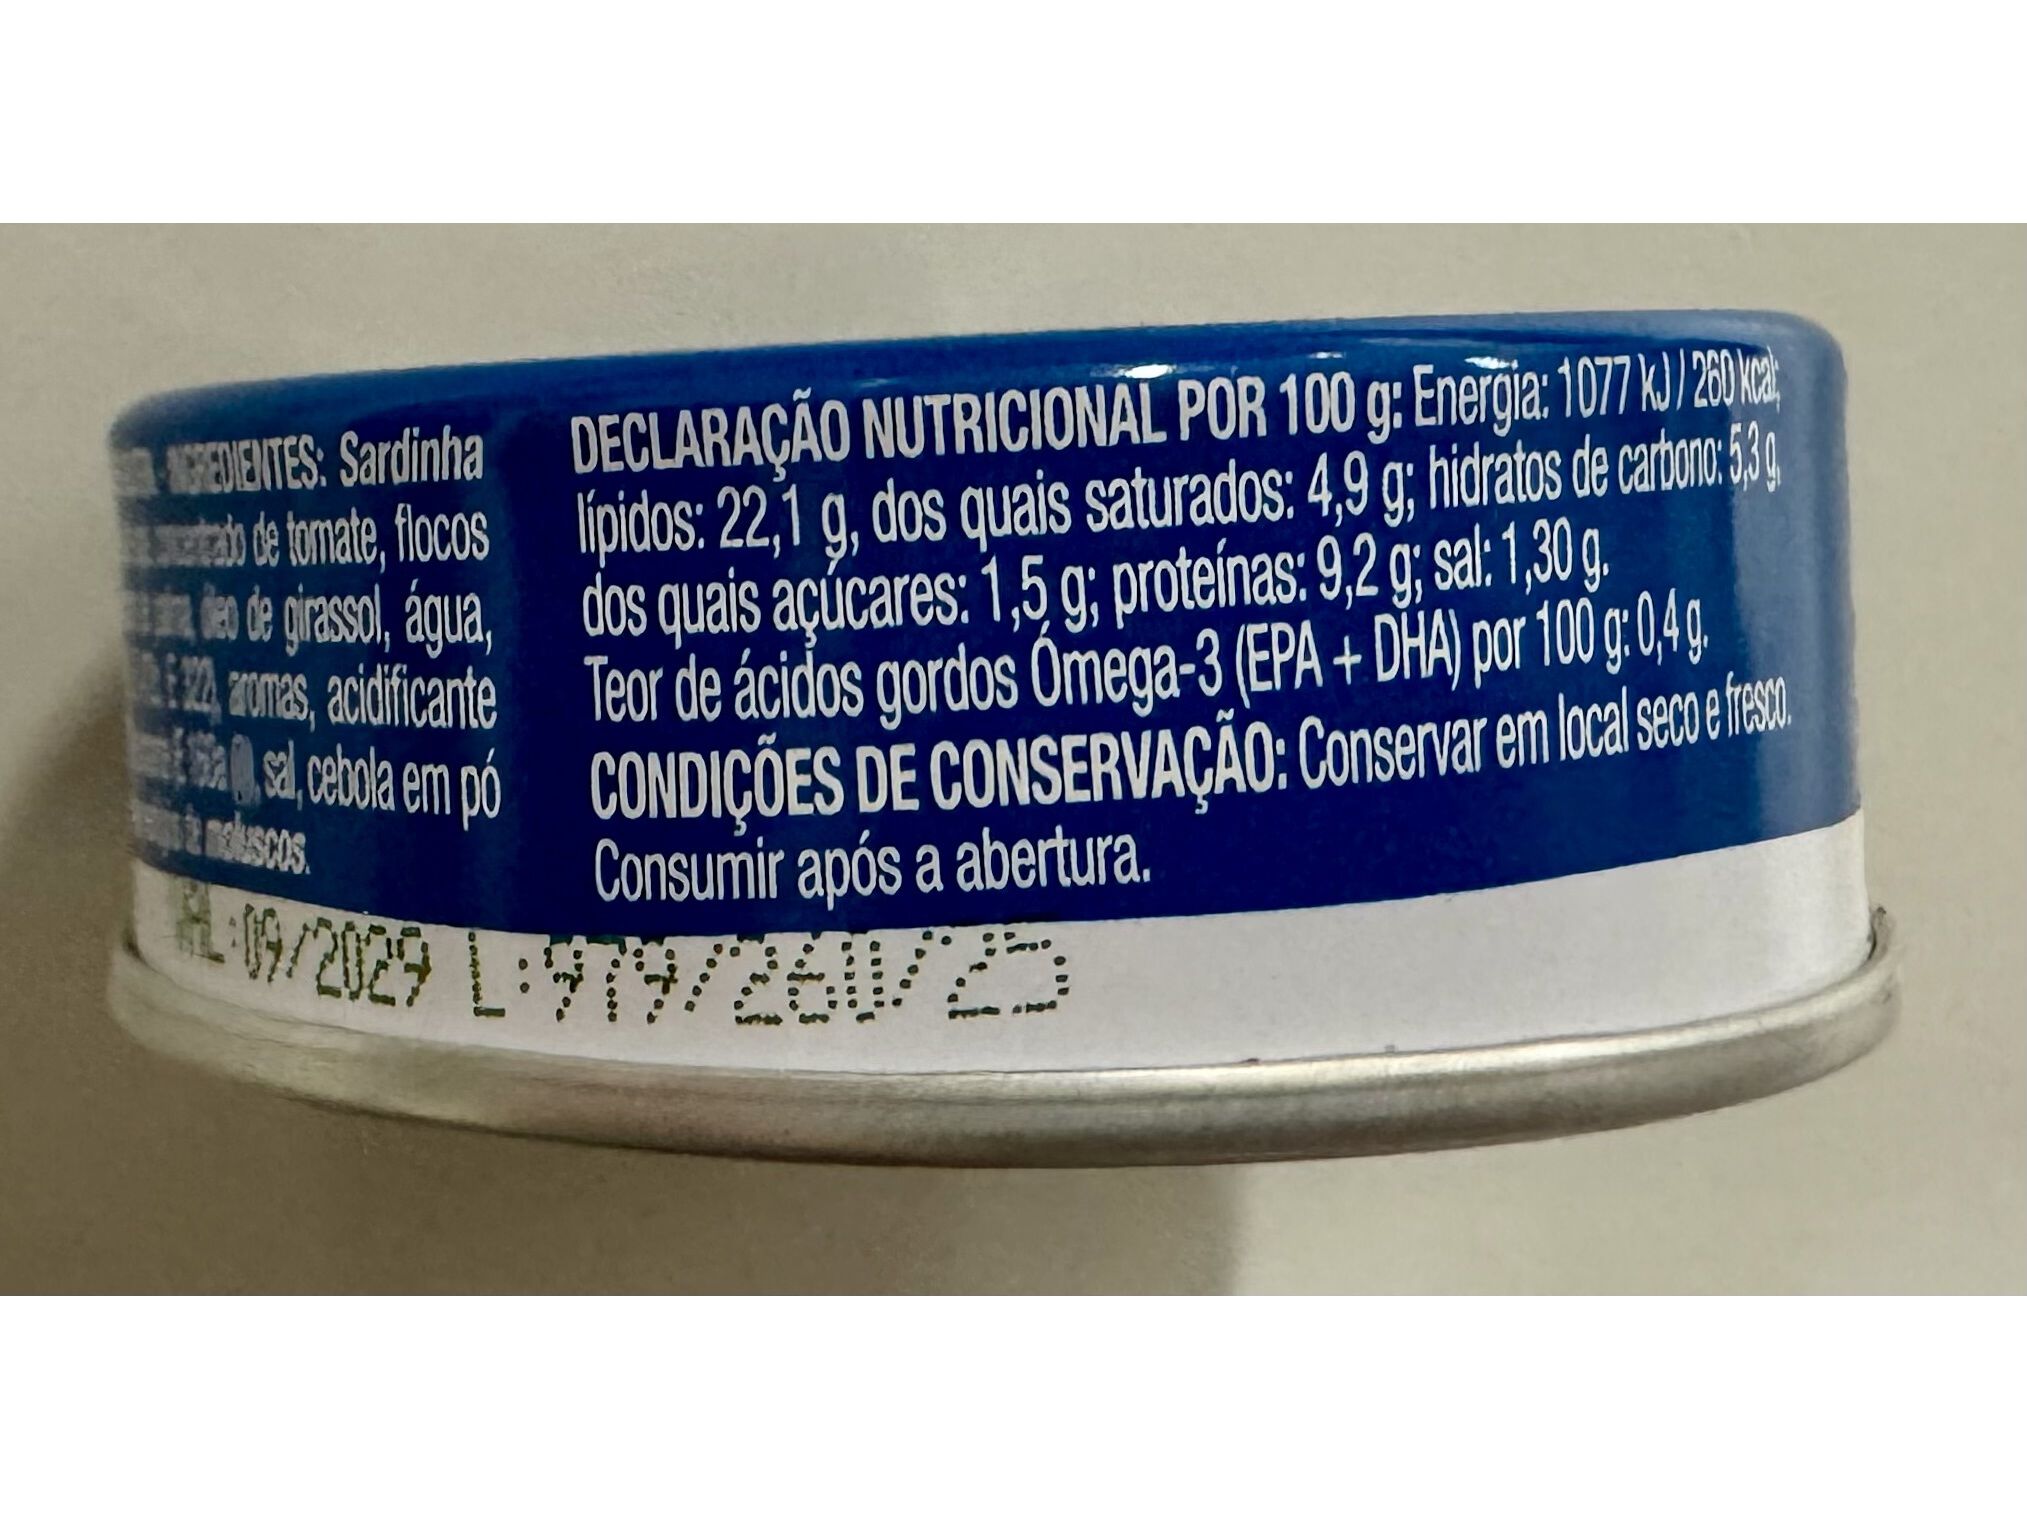 INGREDIENTES: Sardinha
concentrado de tomate, flocos
óleo de girassol, água,
E 322), aromas, acidificante
sal, cebola em pó
de moluscos.
DECLARAÇÃO NUTRICIONAL POR 100 g: Energia: 1077 kJ / 260 kcal;
lípidos: 22,1 g, dos quais saturados: 4,9 g; hidratos de carbono: 5,3 g,
dos quais açúcares: 1,5 g; proteínas: 9,2 g; sal: 1,30 g.
Teor de ácidos gordos Ómega-3 (EPA + DHA) por 100 g: 0,4 g.
CONDIÇÕES DE CONSERVAÇÃO: Conservar em local seco e fresco.
Consumir após a abertura.
09/2029